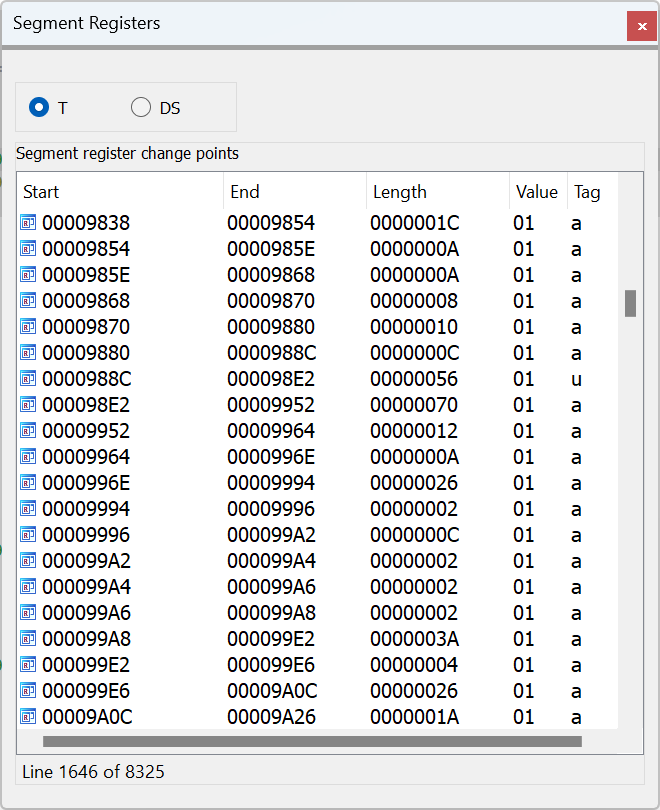 Segment Registers
T DS
Segment register change points
Start End Length Value Tag
00009838 00009854 0000001C 01 a
00009854 0000985E 0000000A 01 a
0000985E 00009868 0000000A 01 a
00009868 00009870 00000008 01 a
00009870 00009880 00000010 01 a
00009880 0000988C 0000000C 01 a
0000988C 000098E2 00000056 01 u
000098E2 00009952 00000070 01 a
00009952 00009964 00000012 01 a
00009964 0000996E 0000000A 01 a
0000996E 00009994 00000026 01 a
00009994 00009996 00000002 01 a
00009996 000099A2 0000000C 01 a
000099A2 000099A4 00000002 01 a
000099A4 000099A6 00000002 01 a
000099A6 000099A8 00000002 01 a
000099A8 000099E2 0000003A 01 a
000099E2 000099E6 00000004 01 a
000099E6 00009A0C 00000026 01 a
00009A0C 00009A26 0000001A 01 a
Line 1646 of 8325